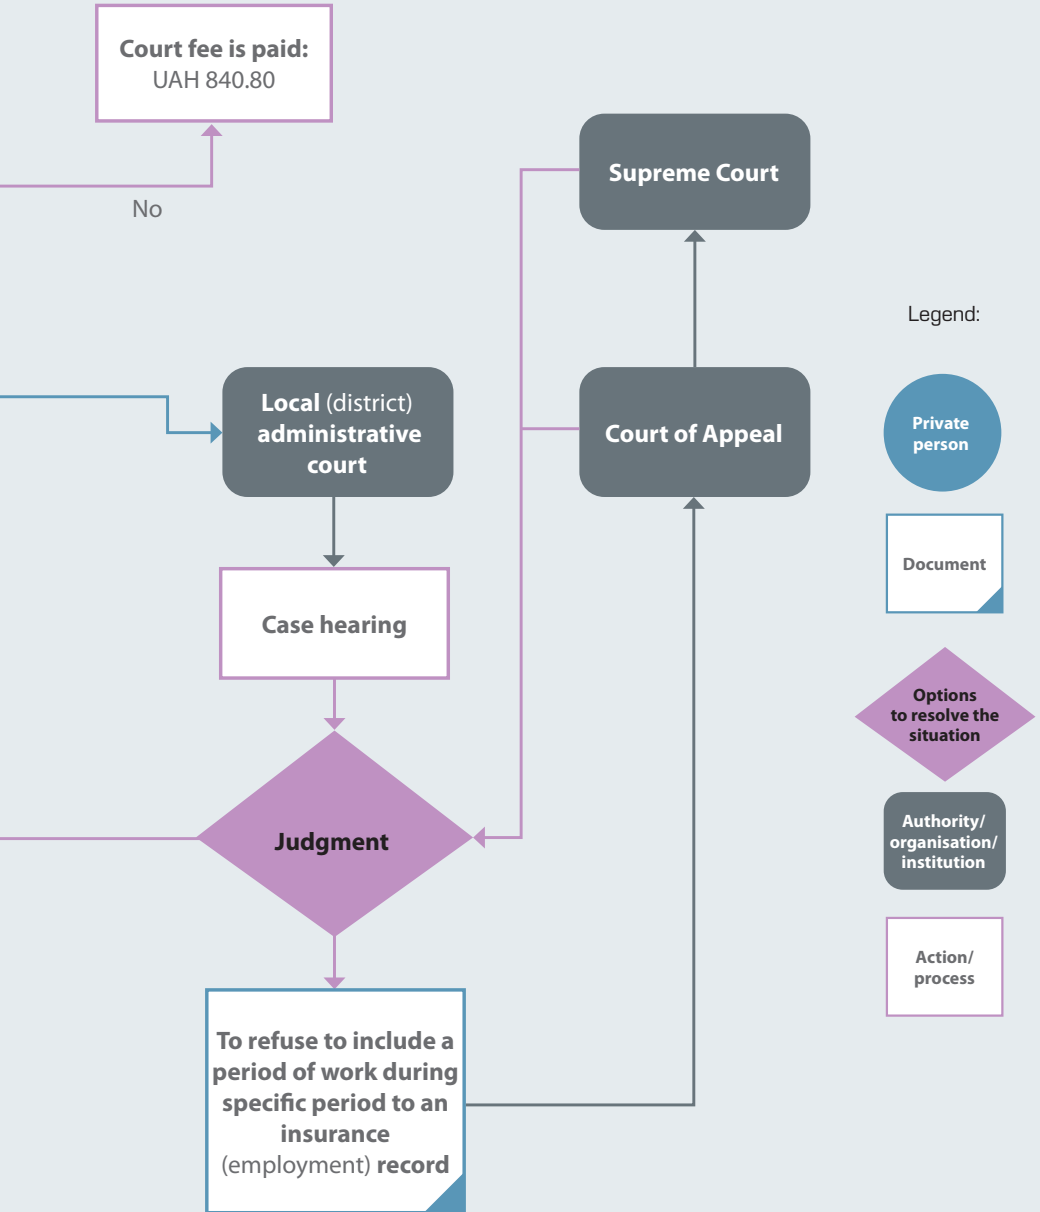 Court fee is paid:
UAH 840.80
No
Supreme Court
Legend:
Local (district)
administrative
court
Court of Appeal
Private
person
Document
Case hearing
Options
to resolve the
situation
Judgment
Authority/
organisation/
institution
Action/
process
To refuse to include a
period of work during
specific period to an
insurance
(employment) record